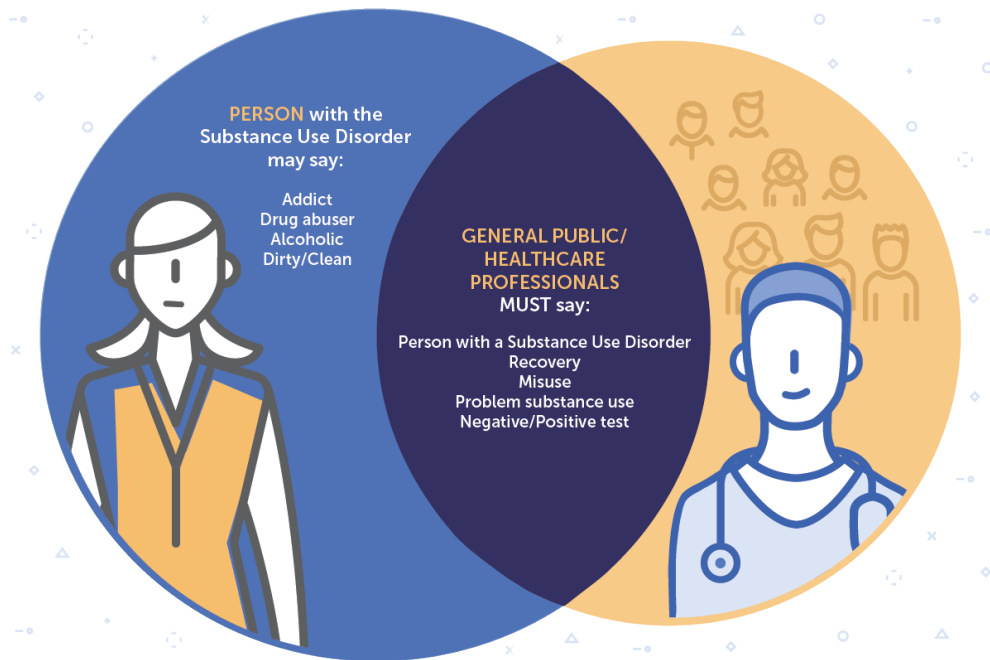 PERSON with the
Substance Use Disorder
may say:
Addict
Drug abuser
Alcoholic
Dirty/Clean
GENERAL PUBLIC/
HEALTHCARE
PROFESSIONALS
MUST say:
Person with a Substance Use Disorder
Recovery
Misuse
Problem substance use
Negative/Positive test